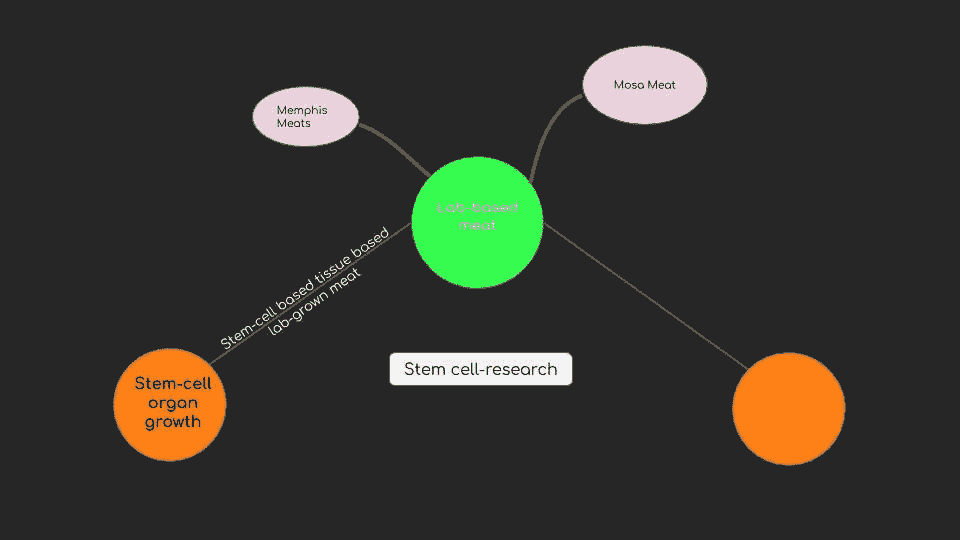 Memphis
Meats
Mosa Meat
Lab-based
meat
Stem-cell based tissue based
lab-grown meat
Stem cell-research
Stem-cell
organ
growth